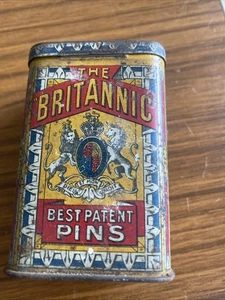 THE
BRITANNIC
BEST PATENT
PINS